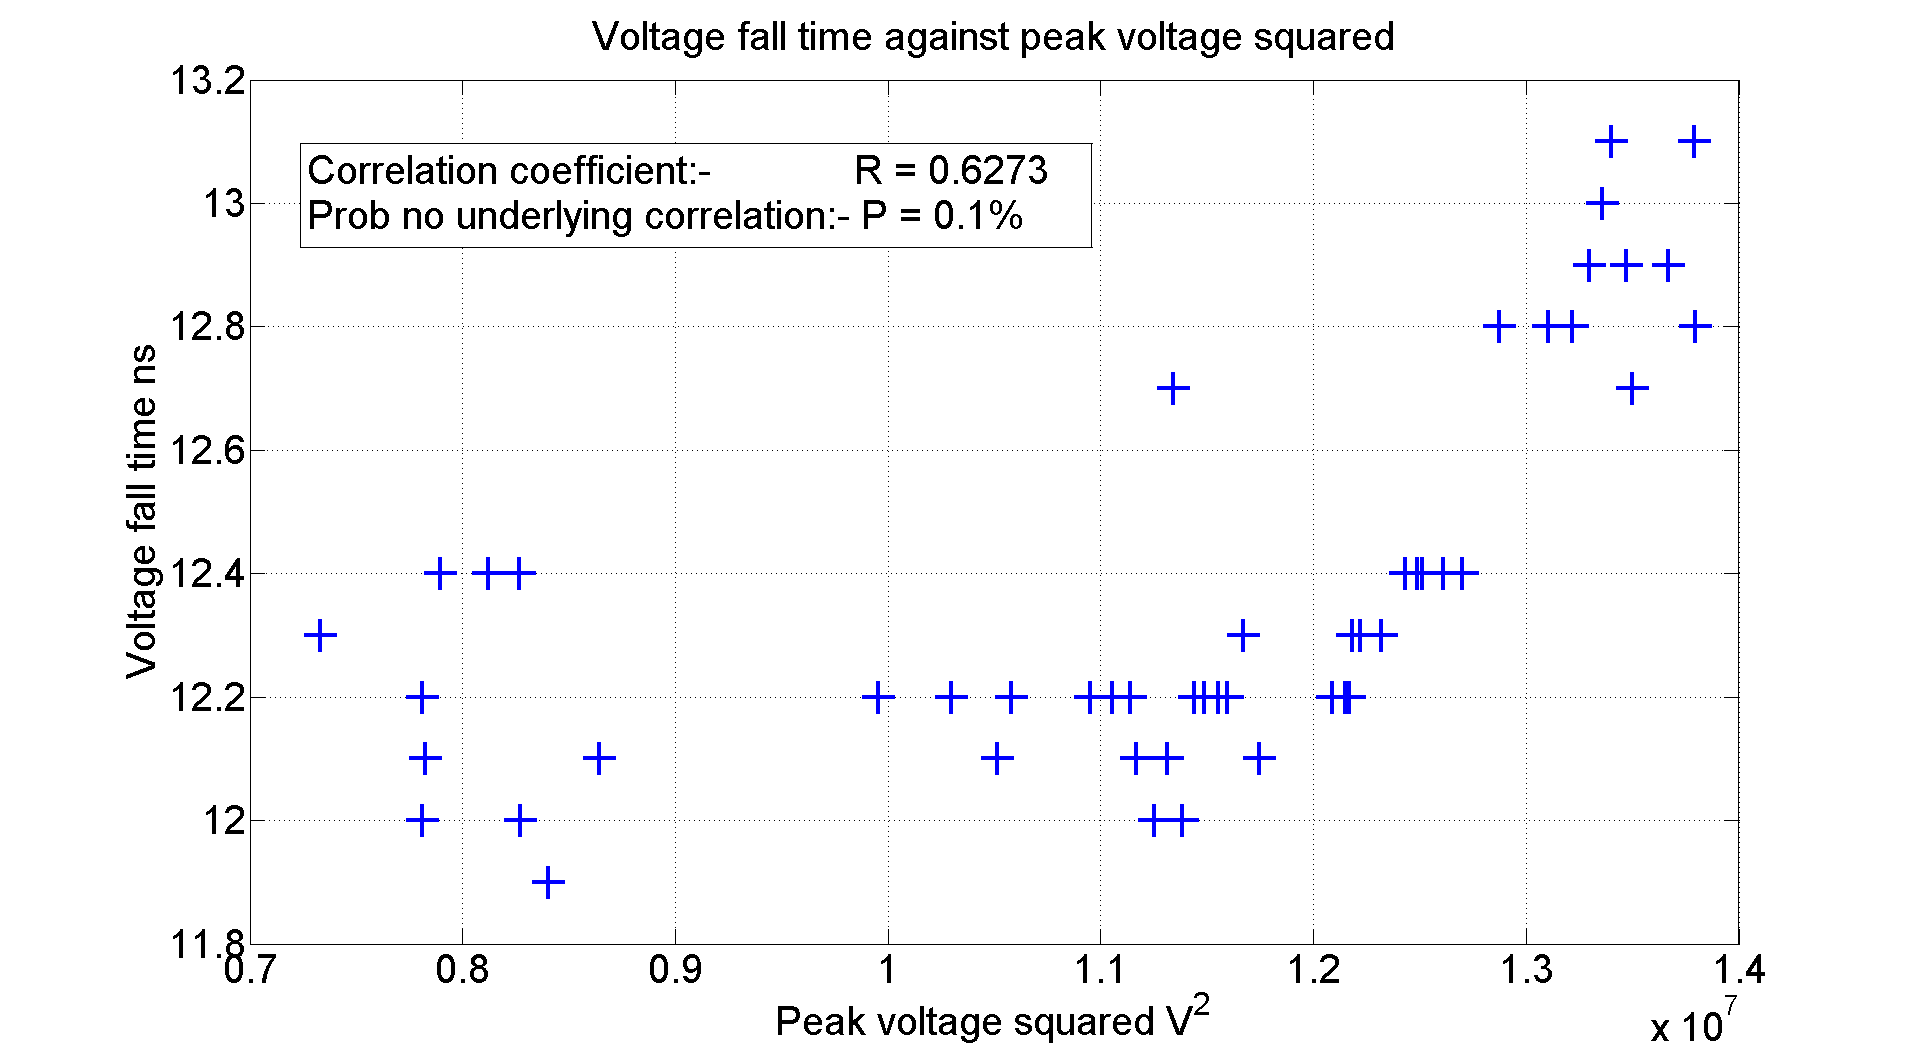 Voltage fall time against peak voltage squared
13.2
Correlation coefficient:- R = 0.6273
Prob no underlying correlation:- P = 0.1%
13
12.8
12.6
12.4
12.2
12
11.8
Voltage fall time ns
0.7 0.8 0.9 1 1.1 1.2 1.3 1.4
Peak voltage squared V²
x 10⁷